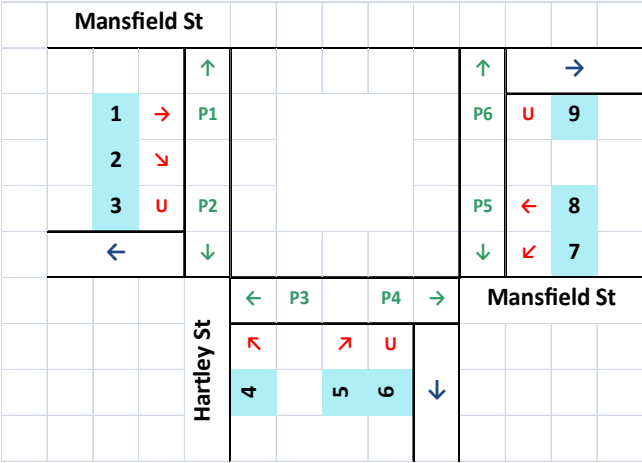 Mansfield St
↑ ↑ →
1 → P1 P6 U 9
2 ↘
3 U P2 P5 ← 8
← ↓ ↓ ↙ 7
← P3 P4 → Mansfield St
Hartley St
↖ ↗ U
4 5 6 ↓